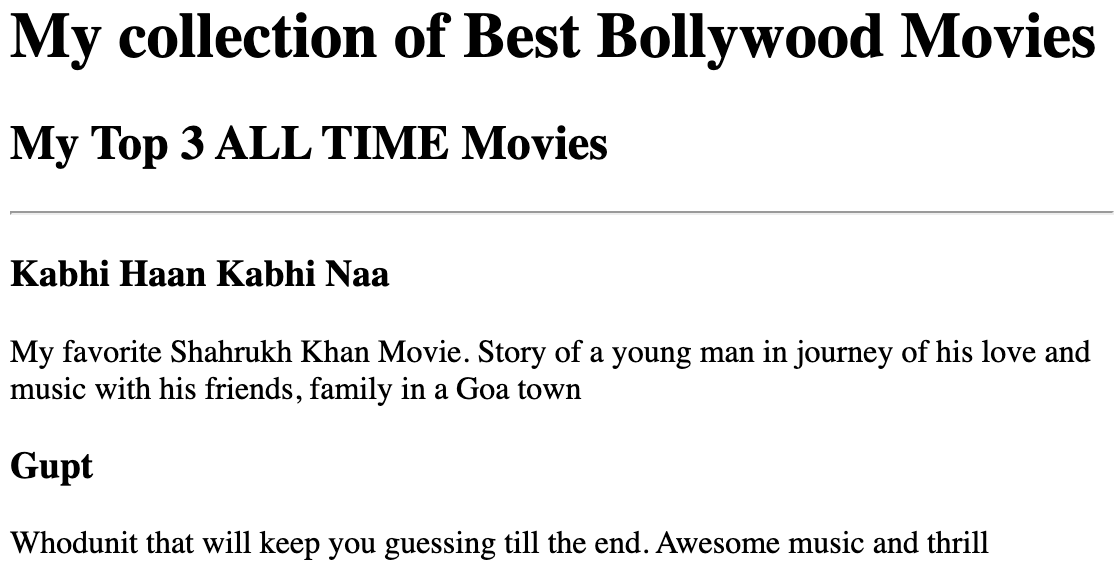 My collection of Best Bollywood Movies
My Top 3 ALL TIME Movies
Kabhi Haan Kabhi Naa
My favorite Shahrukh Khan Movie. Story of a young man in journey of his love and
music with his friends, family in a Goa town
Gupt
Whodunit that will keep you guessing till the end. Awesome music and thrill